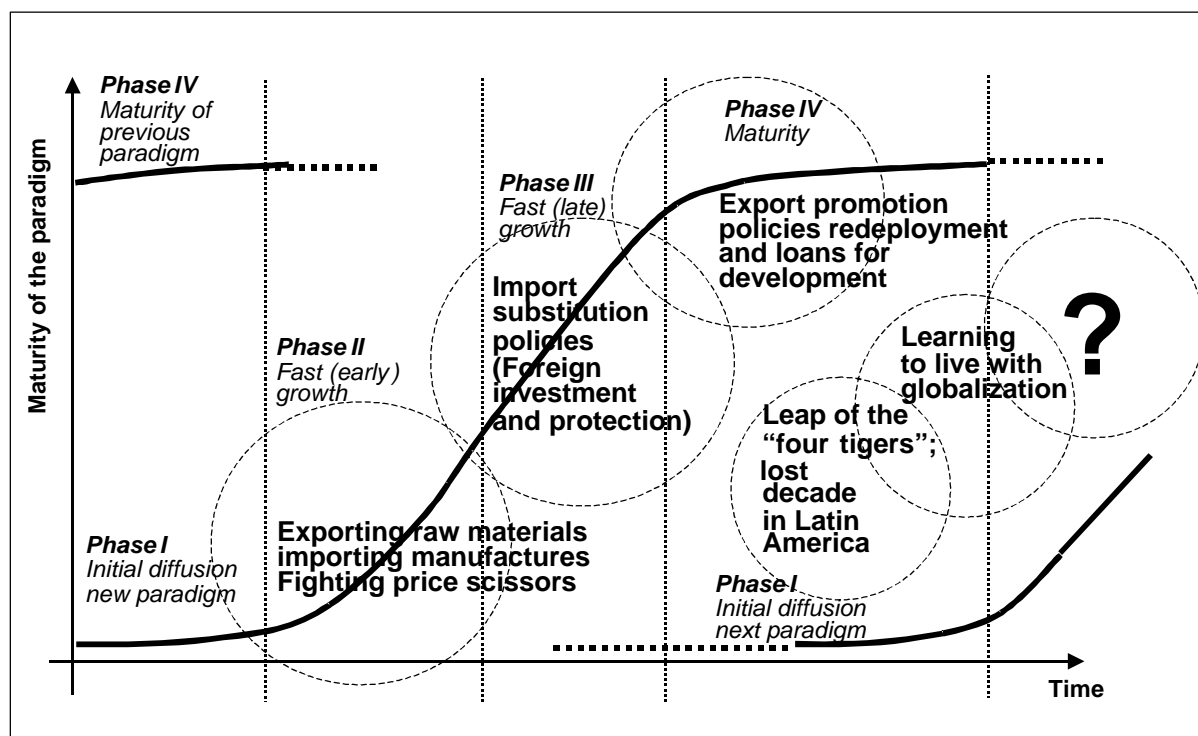 Phase IV
Maturity of
previous
paradigm
Phase IV
Maturity
Phase III
Fast (late)
growth
Export promotion
policies redeployment
and loans for
development
Import
substitution
policies
(Foreign
investment
and protection)
Phase II
Fast (early)
growth
?
Learning
to live with
globalization
Leap of the
“four tigers”;
lost
decade
in Latin
America
Exporting raw materials
importing manufactures
Fighting price scissors
Phase I
Initial diffusion
new paradigm
Phase I
Initial diffusion
next paradigm
Maturity of the paradigm
Time